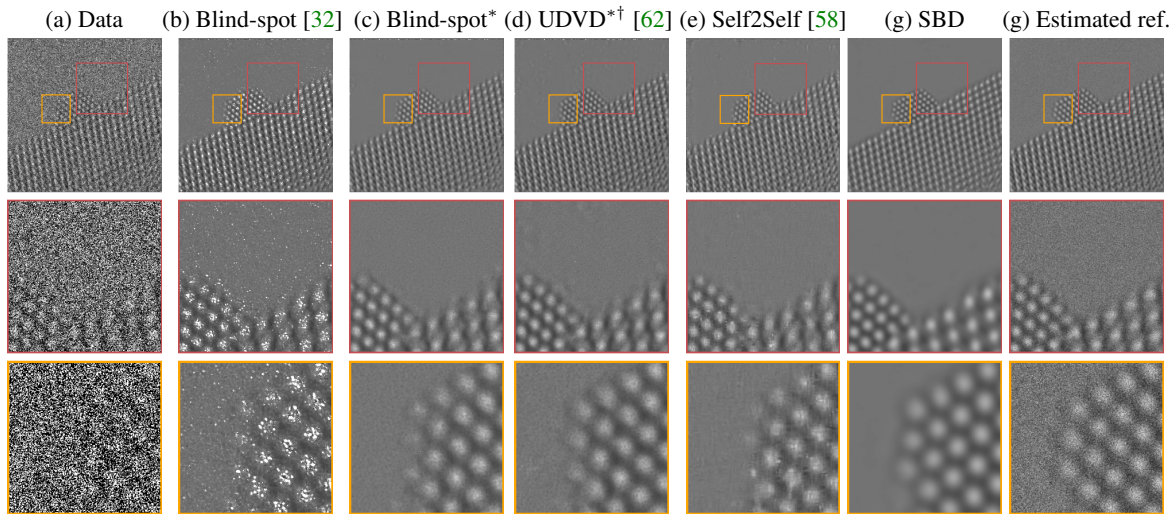 (a) Data (b) Blind-spot [32] (c) Blind-spot* (d) UDVD*† [62] (e) Self2Self [58] (g) SBD (g) Estimated ref.